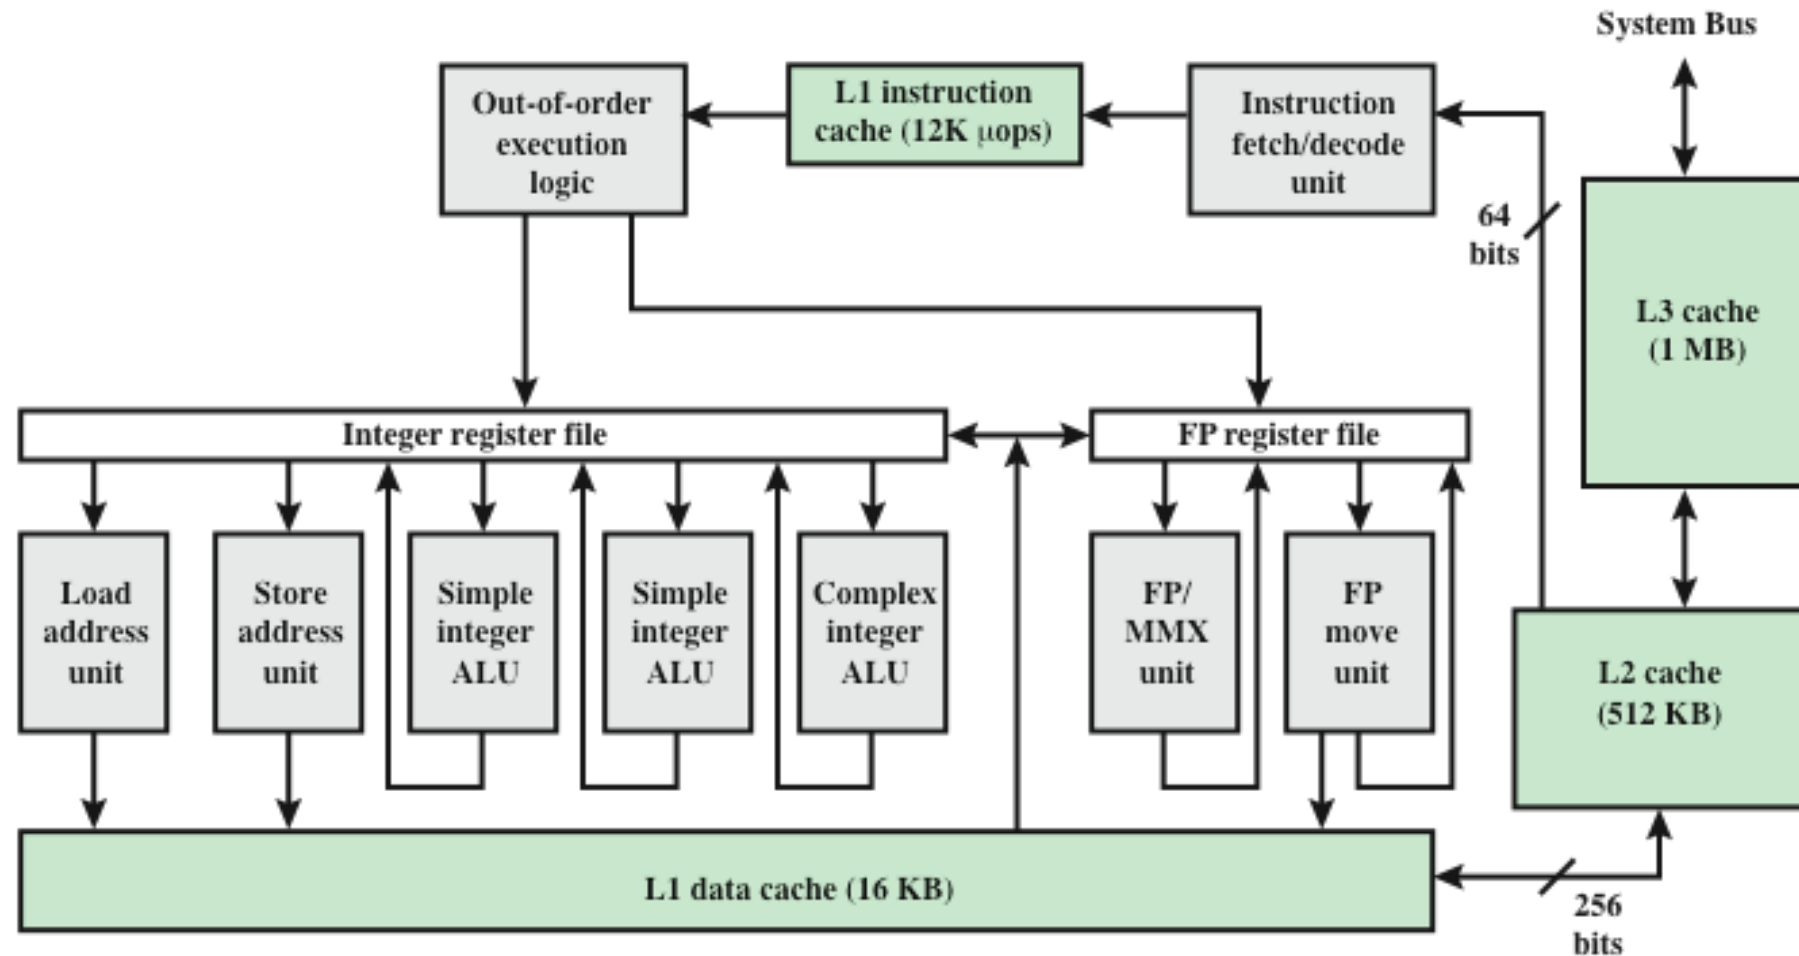 System Bus
Out-of-order
execution
logic
L1 instruction
cache (12K μops)
Instruction
fetch/decode
unit
64
bits
L3 cache
(1 MB)
Integer register file
FP register file
Load
address
unit
Store
address
unit
Simple
integer
ALU
Simple
integer
ALU
Complex
integer
ALU
FP/
MMX
unit
FP
move
unit
L2 cache
(512 KB)
L1 data cache (16 KB)
256
bits